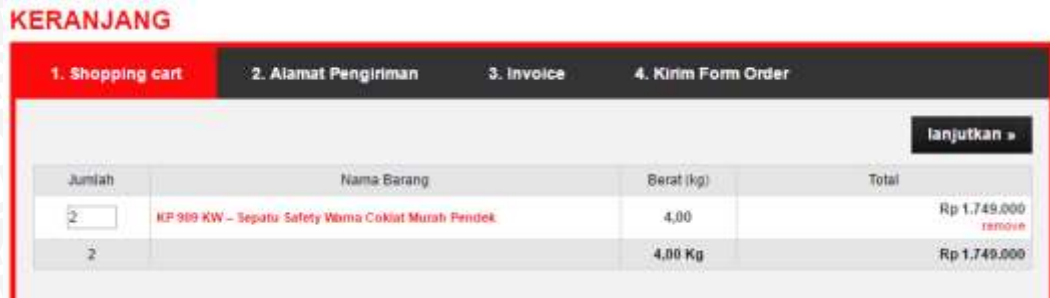 KERANJANG
1. Shopping cart 2. Alamat Pengiriman 3. Invoice 4. Kirim Form Order
lanjutkan »
Jumlah Nama Barang Berat (kg) Total
2 KP 909 KW – Sepatu Safety Warna Coklat Murah Pendek 4,00 Rp 1.749.000
remove
2 4,00 Kg Rp 1.749.000